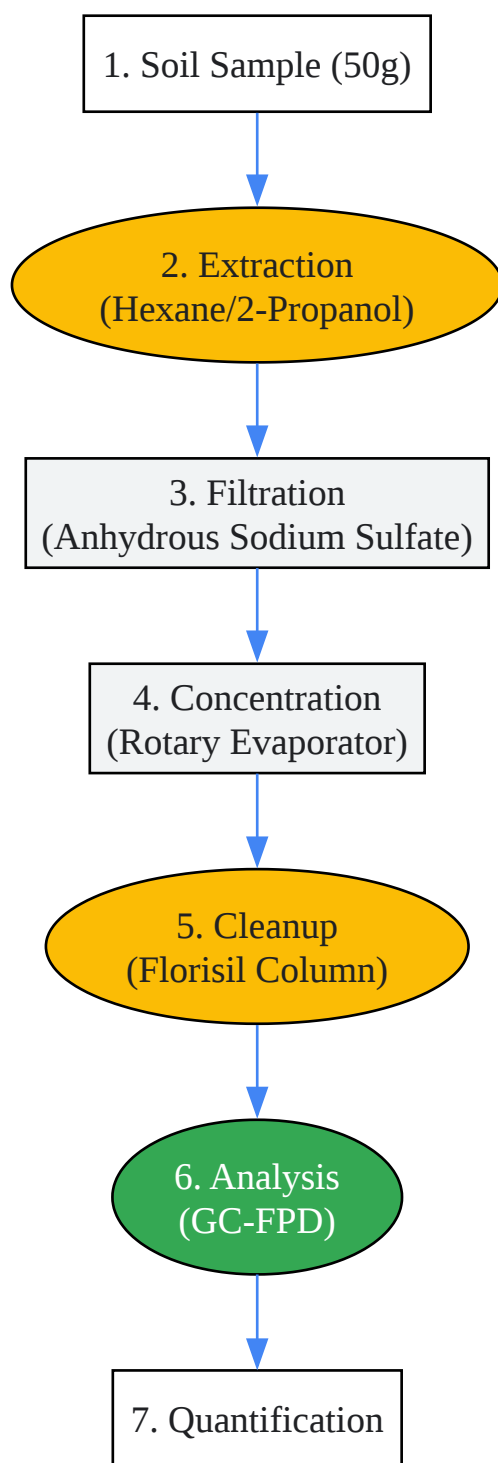 1. Soil Sample (50g)
2. Extraction
(Hexane/2-Propanol)
3. Filtration
(Anhydrous Sodium Sulfate)
4. Concentration
(Rotary Evaporator)
5. Cleanup
(Florisil Column)
6. Analysis
(GC-FPD)
7. Quantification